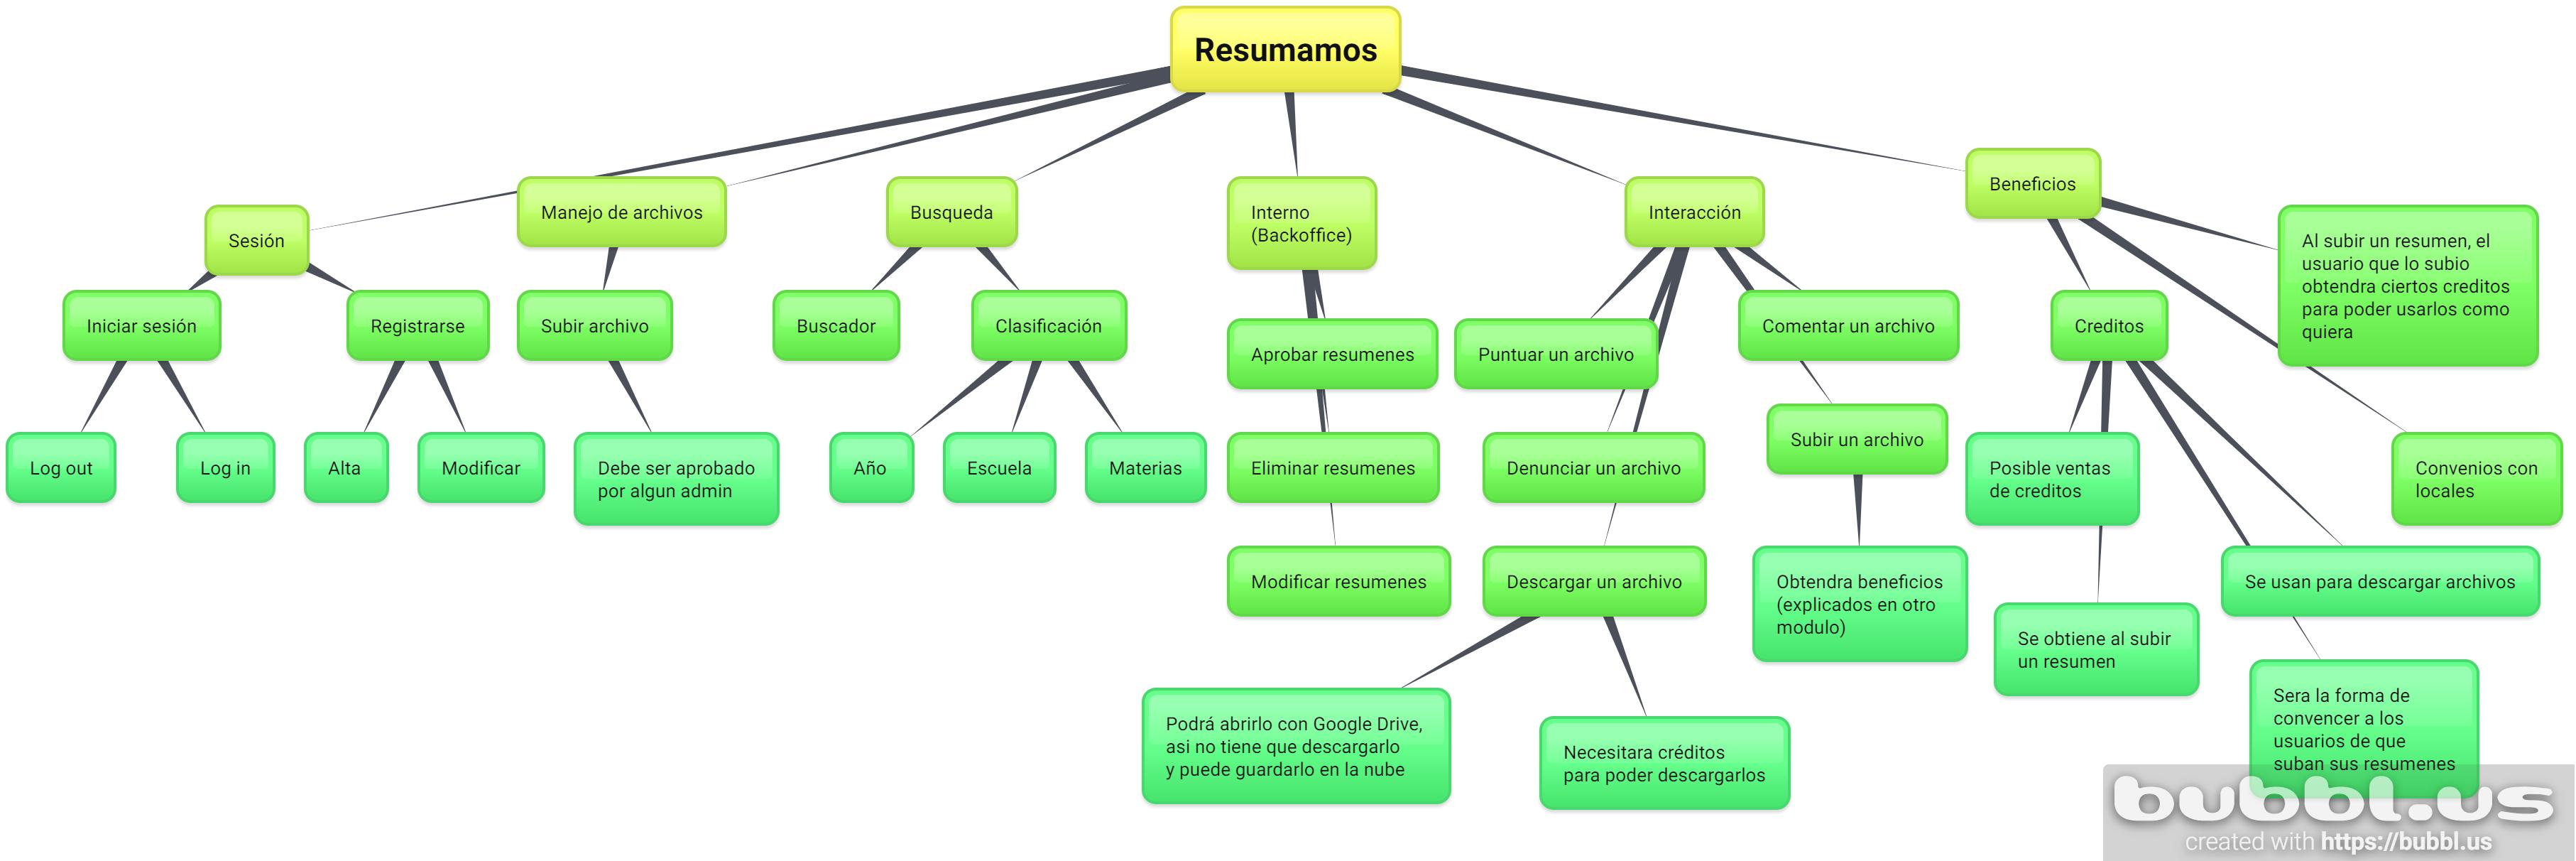 Resumamos
Sesión
Manejo de archivos
Busqueda
Interno
(Backoffice)
Interacción
Beneficios
Al subir un resumen, el
usuario que lo subio
obtendra ciertos creditos
para poder usarlos como
quiera
Iniciar sesión
Registrarse
Subir archivo
Buscador
Clasificación
Aprobar resumenes
Puntuar un archivo
Comentar un archivo
Creditos
Log out
Log in
Alta
Modificar
Debe ser aprobado
por algun admin
Año
Escuela
Materias
Eliminar resumenes
Denunciar un archivo
Subir un archivo
Posible ventas
de creditos
Convenios con
locales
Modificar resumenes
Descargar un archivo
Obtendra beneficios
(explicados en otro
modulo)
Se obtiene al subir
un resumen
Se usan para descargar archivos
Podrá abrirlo con Google Drive,
asi no tiene que descargarlo
y puede guardarlo en la nube
Necesitara créditos
para poder descargarlos
Sera la forma de
convencer a los
usuarios de que
suban sus resumenes
bubbl.us
created with https://bubbl.us